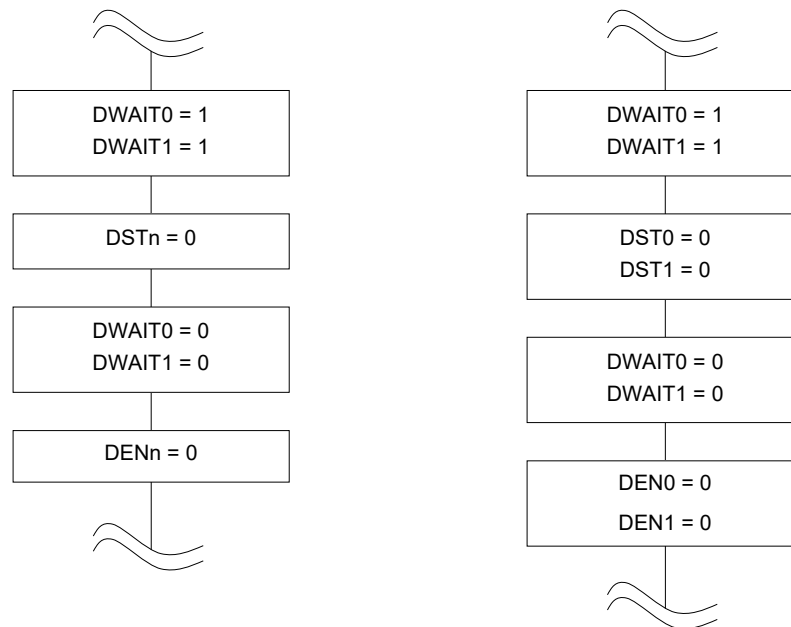 DWAIT0 = 1
DWAIT1 = 1
DSTn = 0
DWAIT0 = 0
DWAIT1 = 0
DENn = 0
DWAIT0 = 1
DWAIT1 = 1
DST0 = 0
DST1 = 0
DWAIT0 = 0
DWAIT1 = 0
DEN0 = 0
DEN1 = 0